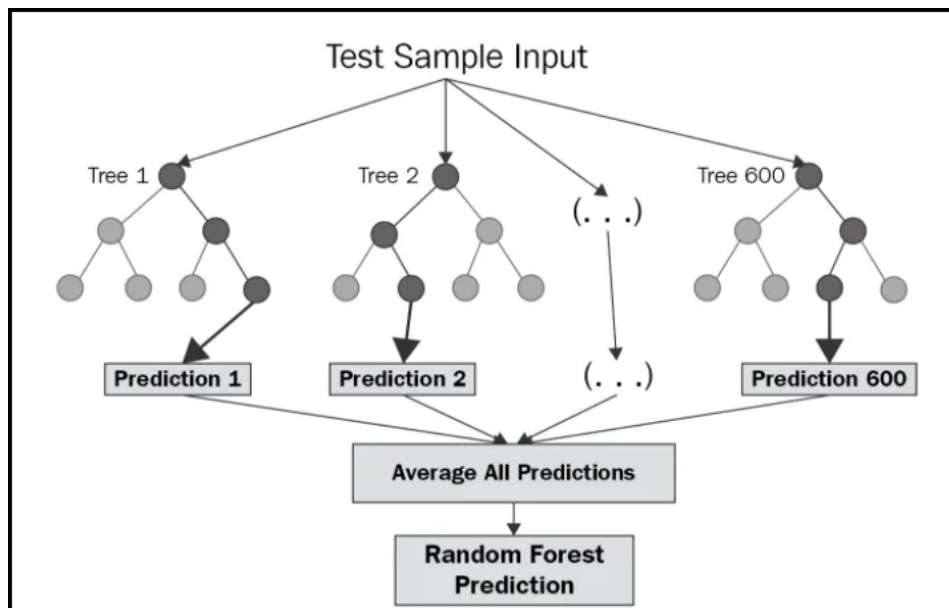 Test Sample Input
Tree 1
Tree 2
Tree 600
(. . .)
(. . .)
Prediction 1
Prediction 2
Prediction 600
Average All Predictions
Random Forest
Prediction